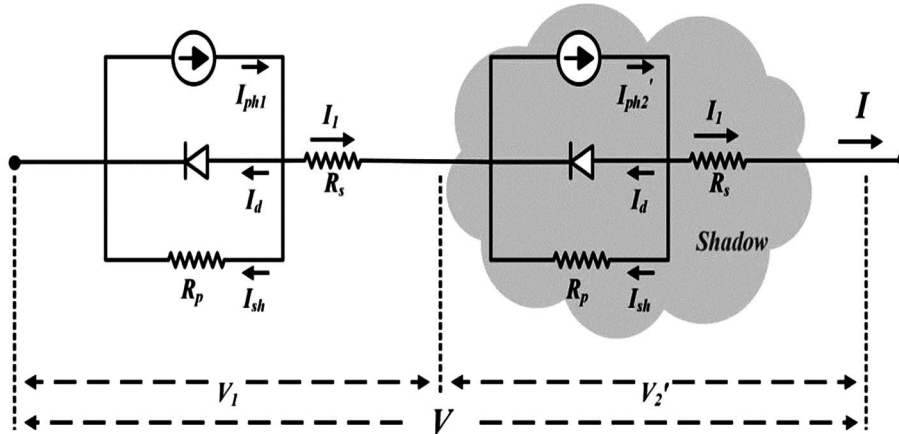 I_ph1
I_ph2'
I_1
I_1
I
I_d
R_s
I_d
R_s
Shadow
R_p
I_sh
R_p
I_sh
V_1
V_2'
V